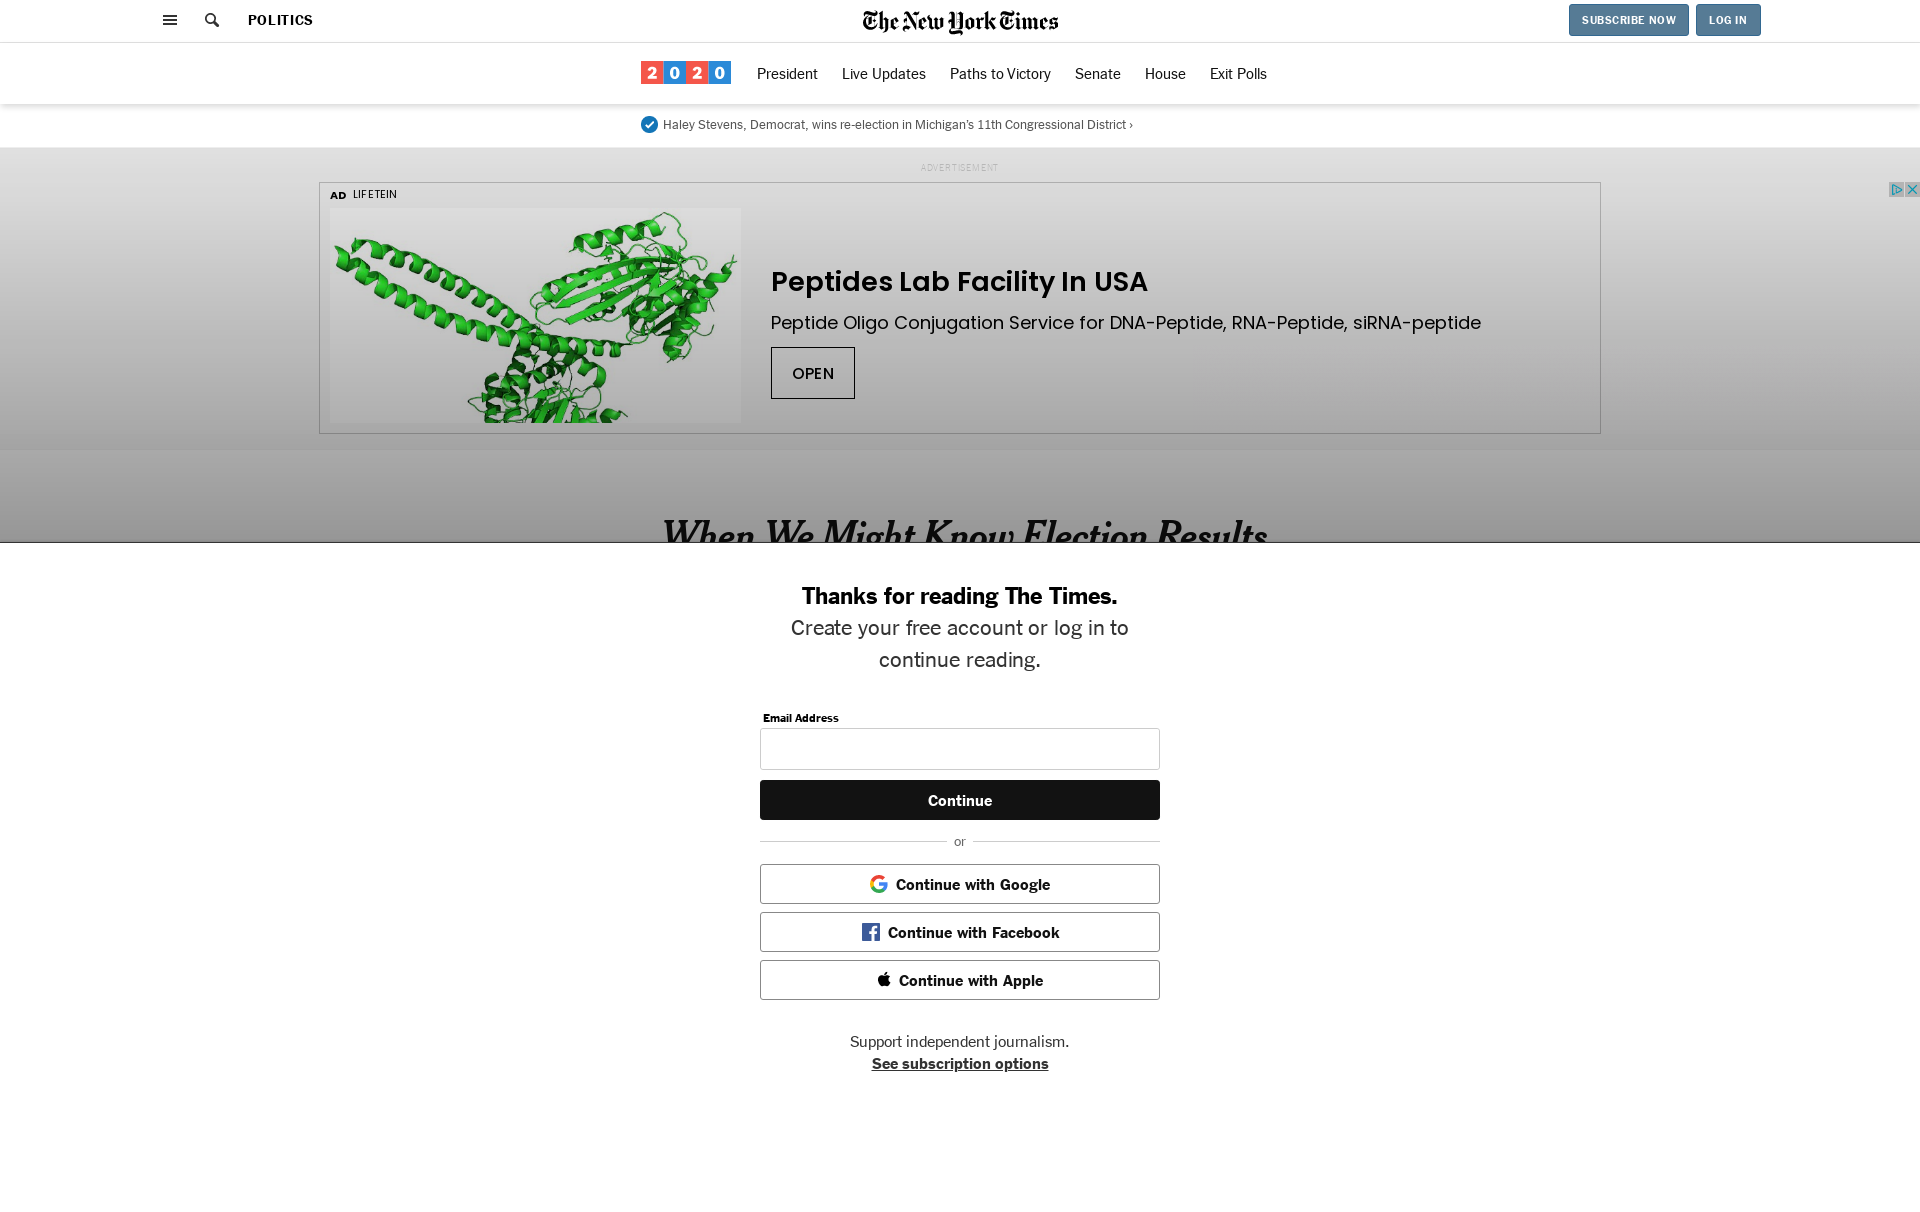 POLITICS
The New York Times
SUBSCRIBE NOW
LOG IN
2020
President
Live Updates
Paths to Victory
Senate
House
Exit Polls
Haley Stevens, Democrat, wins re-election in Michigan's 11th Congressional District ›
ADVERTISEMENT
AD LIFETEIN
Peptides Lab Facility In USA
Peptide Oligo Conjugation Service for DNA-Peptide, RNA-Peptide, siRNA-peptide
OPEN
When We Might Know Election Results
Thanks for reading The Times.
Create your free account or log in to
continue reading.
Email Address
Continue
or
Continue with Google
Continue with Facebook
Continue with Apple
Support independent journalism.
See subscription options